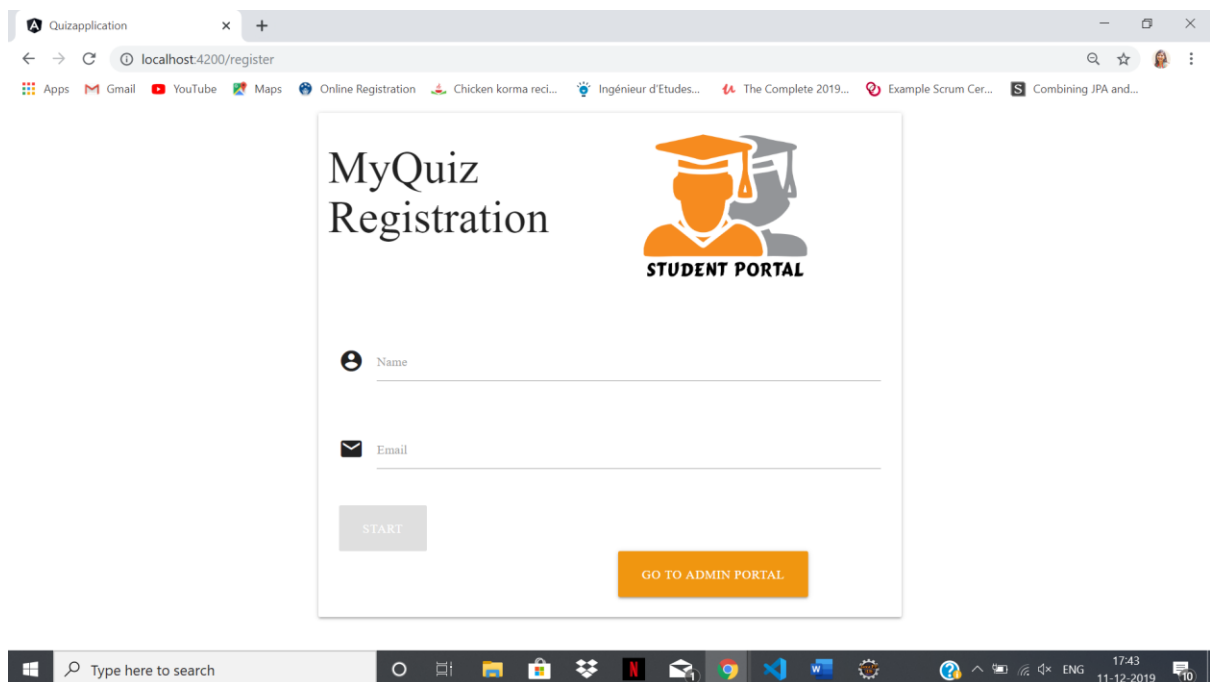 Quizapplication
localhost:4200/register
Apps Gmail YouTube Maps Online Registration Chicken korma reci... Ingénieur d'Etudes... The Complete 2019... Example Scrum Cer... Combining JPA and...
MyQuiz
Registration
STUDENT PORTAL
Name
Email
START
GO TO ADMIN PORTAL
Type here to search
ENG
17:43
11-12-2019